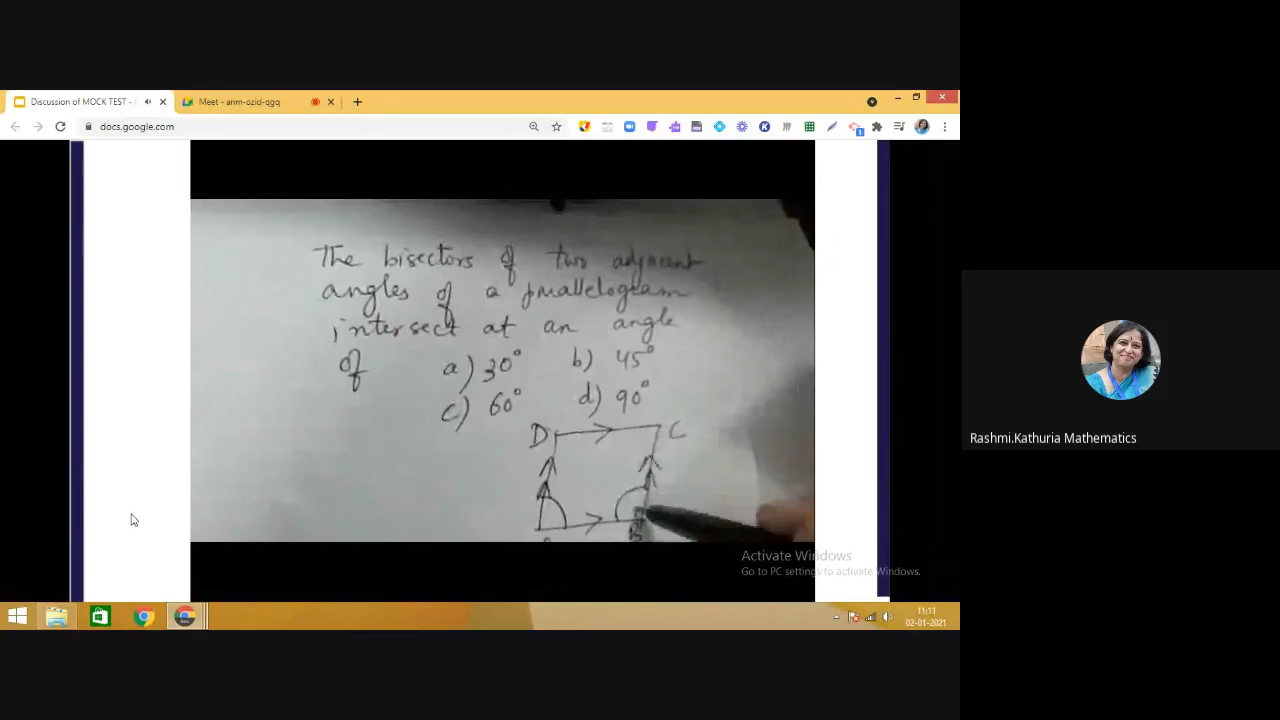 Discussion of MOCK TEST -
Meet - anm-ozid-qgq
docs.google.com
The bisectors of two adjacent
angles of a parallelogram
intersect at an angle
of a) 30° b) 45°
c) 60° d) 90°
D C
B
Rashmi.Kathuria Mathematics
Activate Windows
Go to PC settings to activate Windows.
11:11
02-01-2021